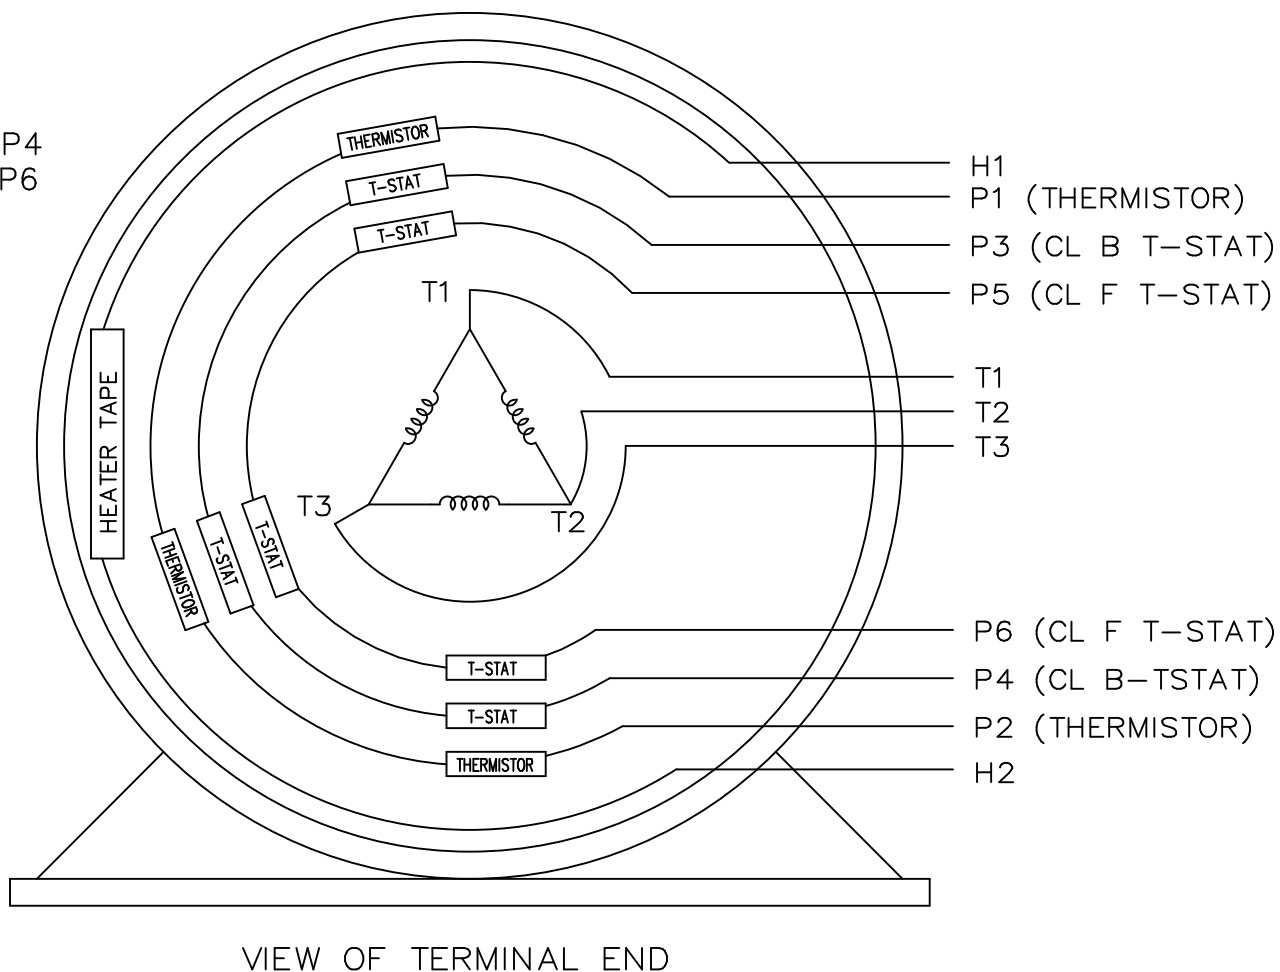 P4
P6
THERMISTOR
T-STAT
T-STAT
H1
P1 (THERMISTOR)
P3 (CL B T-STAT)
P5 (CL F T-STAT)
T1
T1
T2
T3
HEATER TAPE
T3
T2
THERMISTOR
T-STAT
T-STAT
T-STAT
T-STAT
THERMISTOR
P6 (CL F T-STAT)
P4 (CL B-TSTAT)
P2 (THERMISTOR)
H2
VIEW OF TERMINAL END